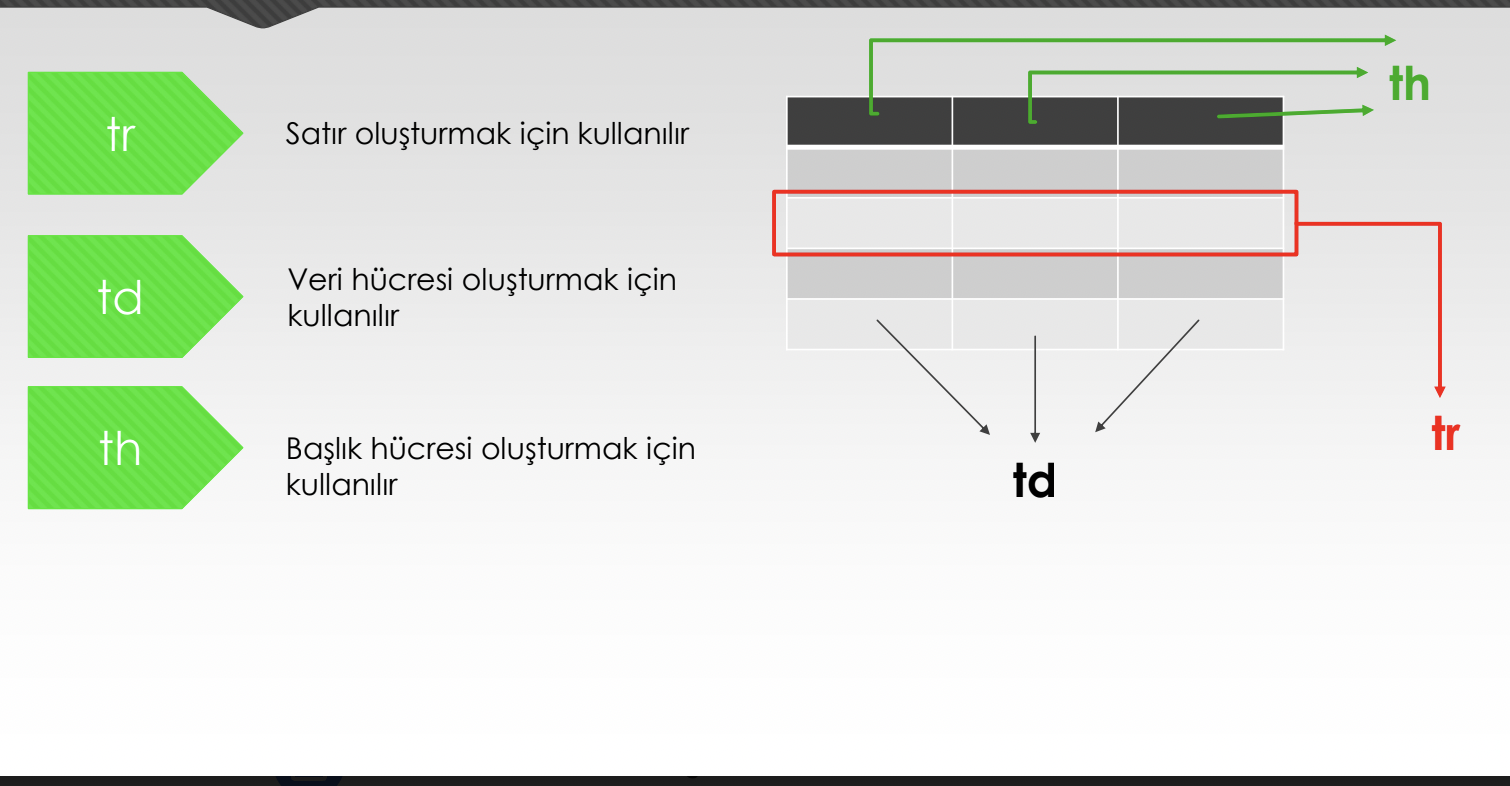 tr
Satır oluşturmak için kullanılır
td
Veri hücresi oluşturmak için
kullanılır
th
Başlık hücresi oluşturmak için
kullanılır
th
tr
td